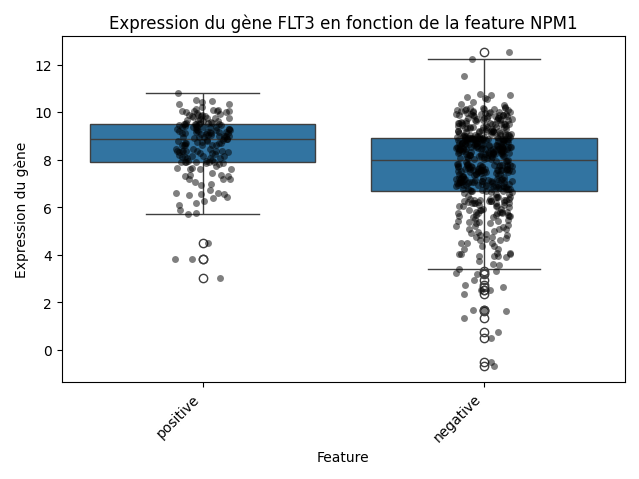 Expression du gène FLT3 en fonction de la feature NPM1
Expression du gène
12
10
8
6
4
2
0
positive
negative
Feature